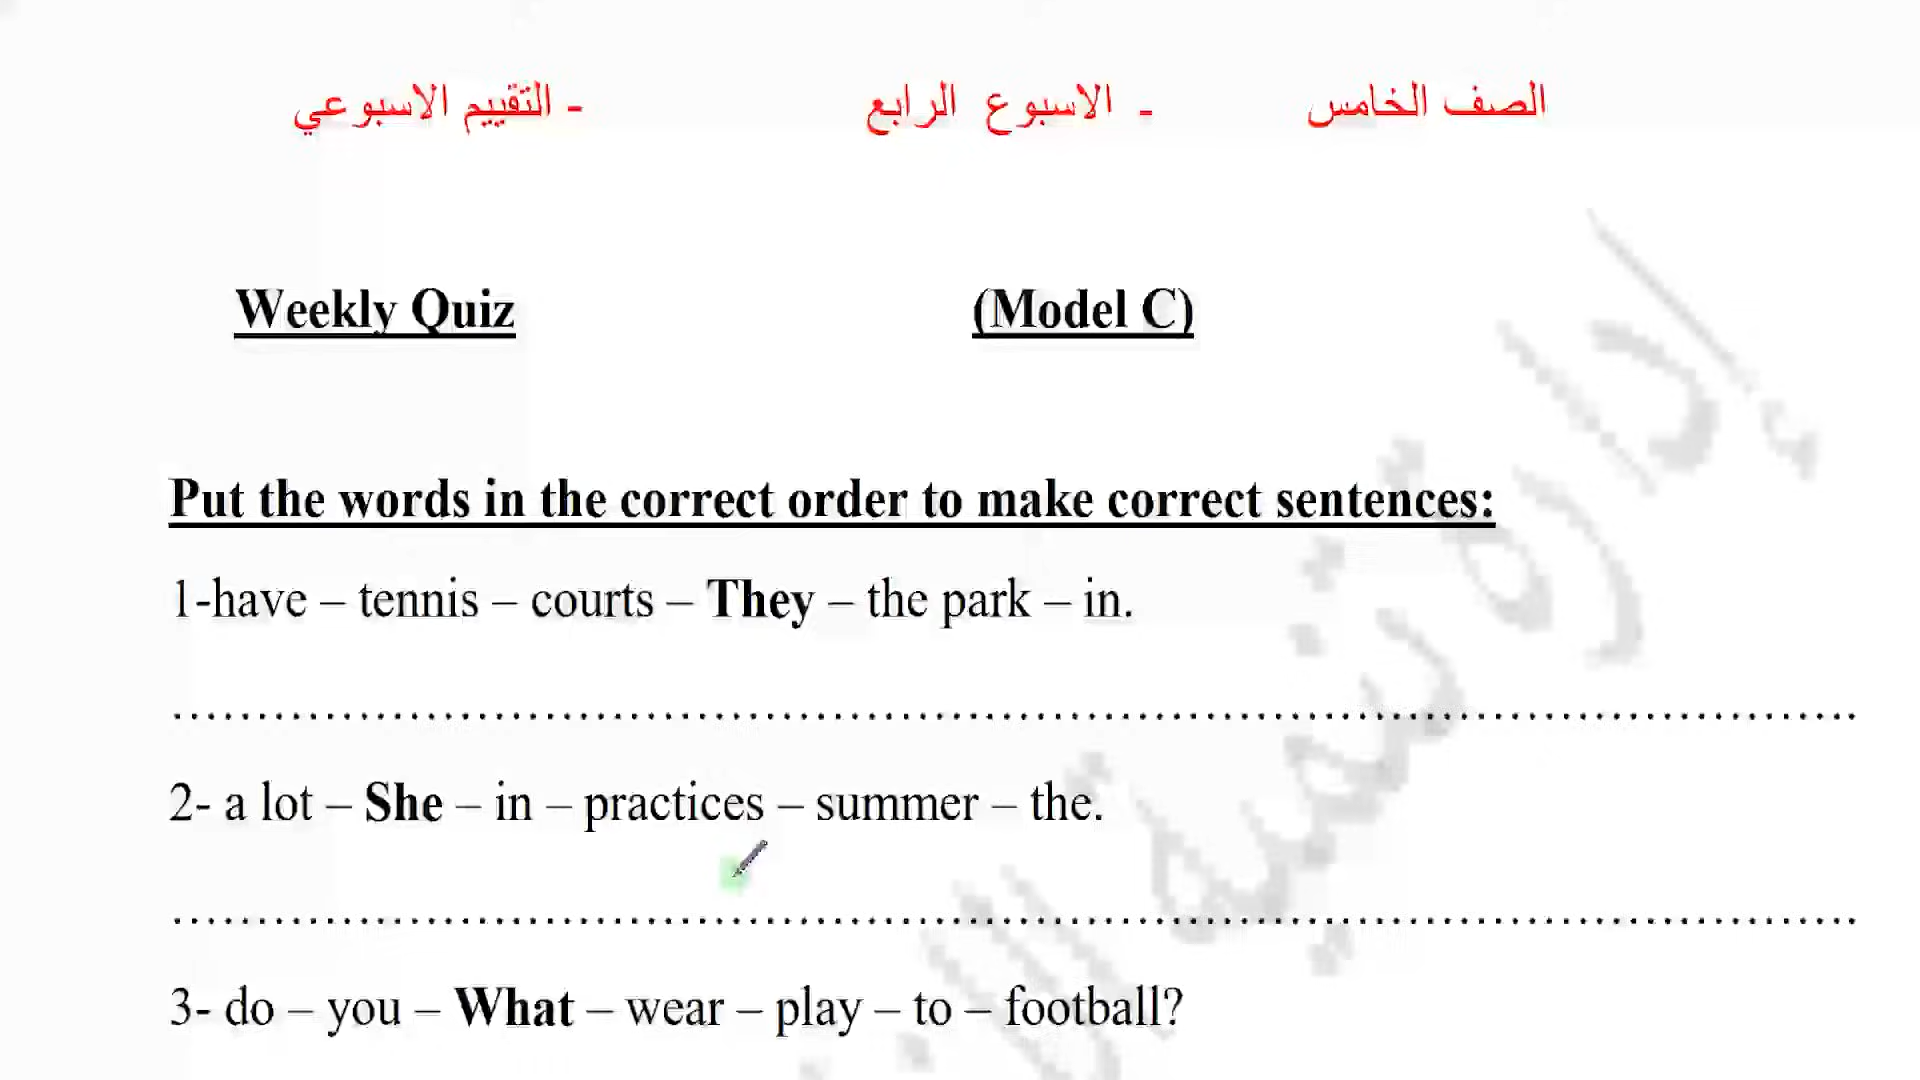 الصف الخامس - الاسبوع الرابع - التقييم الاسبوعي
Weekly Quiz (Model C)
Put the words in the correct order to make correct sentences:
1-have – tennis – courts – They – the park – in.
................................................................................
2- a lot – She – in – practices – summer – the.
................................................................................
3- do – you – What – wear – play – to – football?